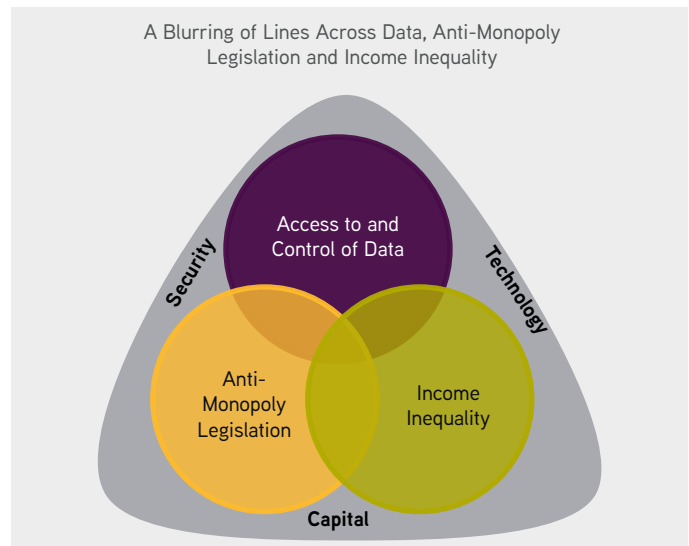 A Blurring of Lines Across Data, Anti-Monopoly
Legislation and Income Inequality
Access to and
Control of Data
Security
Technology
Anti-
Monopoly
Legislation
Income
Inequality
Capital